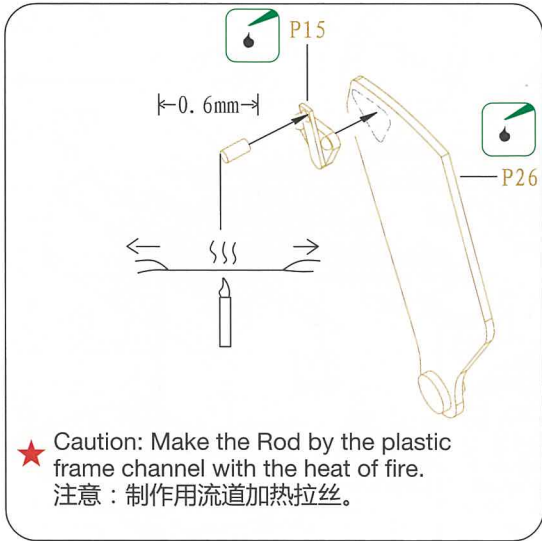 P15
0.6mm
P26
Caution: Make the Rod by the plastic
frame channel with the heat of fire.
注意：制作用流道加热拉丝。